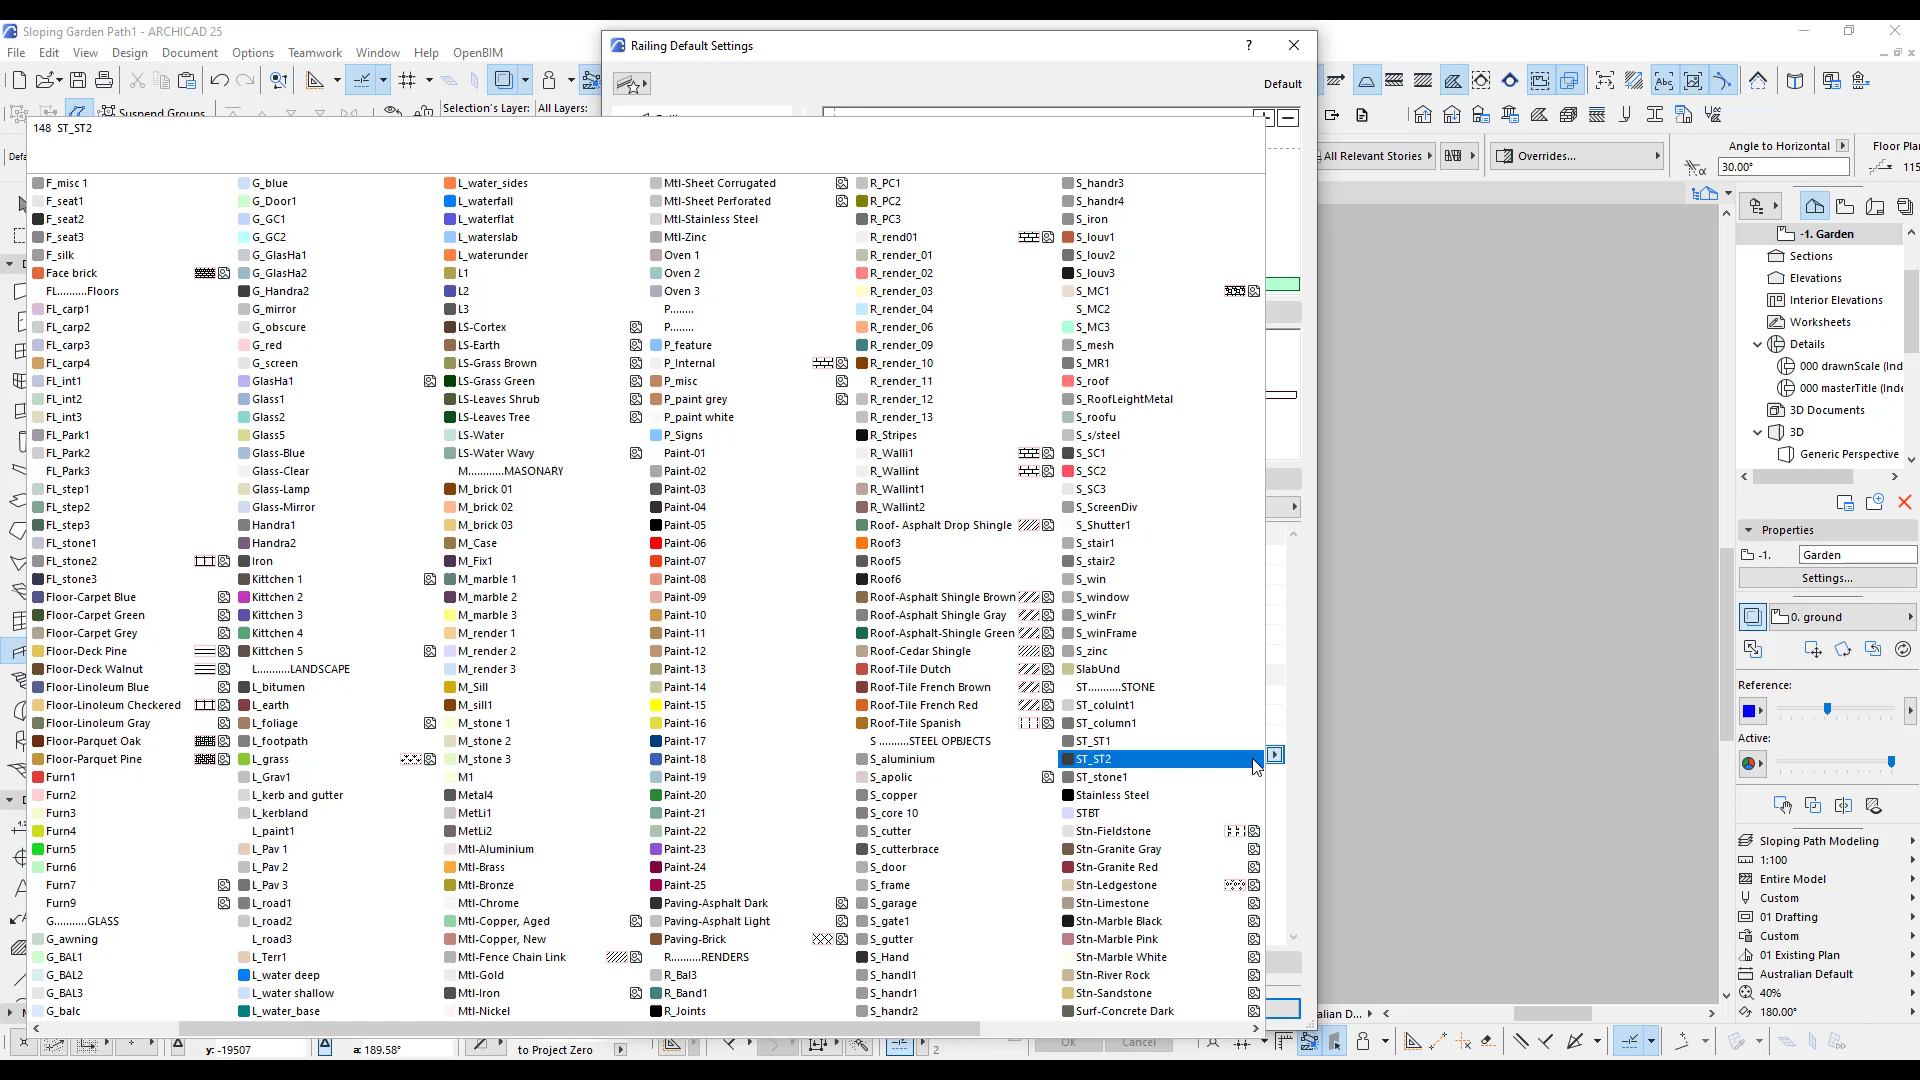 Sloping Garden Path1 - ARCHICAD 25
File Edit View Design Document Options Teamwork Window Help OpenBIM
Railing Default Settings
? 
Default
Suspend Groups
Selection's Layer: All Layers:
148 ST_ST2
F_misc 1
F_seat1
F_seat2
F_seat3
F_silk
Face brick
FL..........Floors
FL_carp1
FL_carp2
FL_carp3
FL_carp4
FL_int1
FL_int2
FL_int3
FL_Park1
FL_Park2
FL_Park3
FL_step1
FL_step2
FL_step3
FL_stone1
FL_stone2
FL_stone3
Floor-Carpet Blue
Floor-Carpet Green
Floor-Carpet Grey
Floor-Deck Pine
Floor-Deck Walnut
Floor-Linoleum Blue
Floor-Linoleum Checkered
Floor-Linoleum Gray
Floor-Parquet Oak
Floor-Parquet Pine
Furn1
Furn2
Furn3
Furn4
Furn5
Furn6
Furn7
Furn9
G...........GLASS
G_awning
G_BAL1
G_BAL2
G_BAL3
G_balc
G_blue
G_Door1
G_GC1
G_GC2
G_GlasHa1
G_GlasHa2
G_Handra2
G_mirror
G_obscure
G_red
G_screen
GlasHa1
Glass1
Glass2
Glass5
Glass-Blue
Glass-Clear
Glass-Lamp
Glass-Mirror
Handra1
Handra2
Iron
Kittchen 1
Kittchen 2
Kittchen 3
Kittchen 4
Kittchen 5
L...........LANDSCAPE
L_bitumen
L_earth
L_foliage
L_footpath
L_grass
L_Grav1
L_kerb and gutter
L_kerbland
L_paint1
L_Pav 1
L_Pav 2
L_Pav 3
L_road1
L_road2
L_road3
L_Terr1
L_water deep
L_water shallow
L_water_base
L_water_sides
L_waterfall
L_waterflat
L_waterslab
L_waterunder
L1
L2
L3
LS-Cortex
LS-Earth
LS-Grass Brown
LS-Grass Green
LS-Leaves Shrub
LS-Leaves Tree
LS-Water
LS-Water Wavy
M............MASONARY
M_brick 01
M_brick 02
M_brick 03
M_Case
M_Fix1
M_marble 1
M_marble 2
M_marble 3
M_render 1
M_render 2
M_render 3
M_Sill
M_sill1
M_stone 1
M_stone 2
M_stone 3
M1
Metal4
MetLi1
MetLi2
Mtl-Aluminium
Mtl-Brass
Mtl-Bronze
Mtl-Chrome
Mtl-Copper, Aged
Mtl-Copper, New
Mtl-Fence Chain Link
Mtl-Gold
Mtl-Iron
Mtl-Nickel
Mtl-Sheet Corrugated
Mtl-Sheet Perforated
Mtl-Stainless Steel
Mtl-Zinc
Oven 1
Oven 2
Oven 3
P........
P........
P_feature
P_Internal
P_misc
P_paint grey
P_paint white
P_Signs
Paint-01
Paint-02
Paint-03
Paint-04
Paint-05
Paint-06
Paint-07
Paint-08
Paint-09
Paint-10
Paint-11
Paint-12
Paint-13
Paint-14
Paint-15
Paint-16
Paint-17
Paint-18
Paint-19
Paint-20
Paint-21
Paint-22
Paint-23
Paint-24
Paint-25
Paving-Asphalt Dark
Paving-Asphalt Light
Paving-Brick
R..........RENDERS
R_Bal3
R_Band1
R_Joints
R_PC1
R_PC2
R_PC3
R_rend01
R_render_01
R_render_02
R_render_03
R_render_04
R_render_06
R_render_09
R_render_10
R_render_11
R_render_12
R_render_13
R_Stripes
R_Walli1
R_Wallint
R_Wallint1
R_Wallint2
Roof- Asphalt Drop Shingle
Roof3
Roof5
Roof6
Roof-Asphalt Shingle Brown
Roof-Asphalt Shingle Gray
Roof-Asphalt-Shingle Green
Roof-Cedar Shingle
Roof-Tile Dutch
Roof-Tile French Brown
Roof-Tile French Red
Roof-Tile Spanish
S ..........STEEL OPBJECTS
S_aluminium
S_apolic
S_copper
S_core 10
S_cutter
S_cutterbrace
S_door
S_frame
S_garage
S_gate1
S_gutter
S_Hand
S_handl1
S_handr1
S_handr2
S_handr3
S_handr4
S_iron
S_louv1
S_louv2
S_louv3
S_MC1
S_MC2
S_MC3
S_mesh
S_MR1
S_roof
S_RoofLeightMetal
S_roofu
S_s/steel
S_SC1
S_SC2
S_SC3
S_ScreenDiv
S_Shutter1
S_stair1
S_stair2
S_win
S_window
S_winFr
S_winFrame
S_zinc
SlabUnd
ST...........STONE
ST_coluInt1
ST_column1
ST_ST1
ST_ST2
ST_stone1
Stainless Steel
STBT
Stn-Fieldstone
Stn-Granite Gray
Stn-Granite Red
Stn-Ledgestone
Stn-Limestone
Stn-Marble Black
Stn-Marble Pink
Stn-Marble White
Stn-River Rock
Stn-Sandstone
Surf-Concrete Dark
All Relevant Stories
Overrides...
Angle to Horizontal
30.00°
Floor Plan
115
-1. Garden
Sections
Elevations
Interior Elevations
Worksheets
Details
000 drawnScale (Ind
000 masterTitle (Inde
3D Documents
3D
Generic Perspective
Properties
-1. Garden
Settings...
0. ground
Reference:
Active:
Sloping Path Modeling
1:100
Entire Model
Custom
01 Drafting
Custom
01 Existing Plan
Australian Default
40%
180.00°
alian D...
y: -19507
a: 189.58°
to Project Zero
2
OK
Cancel